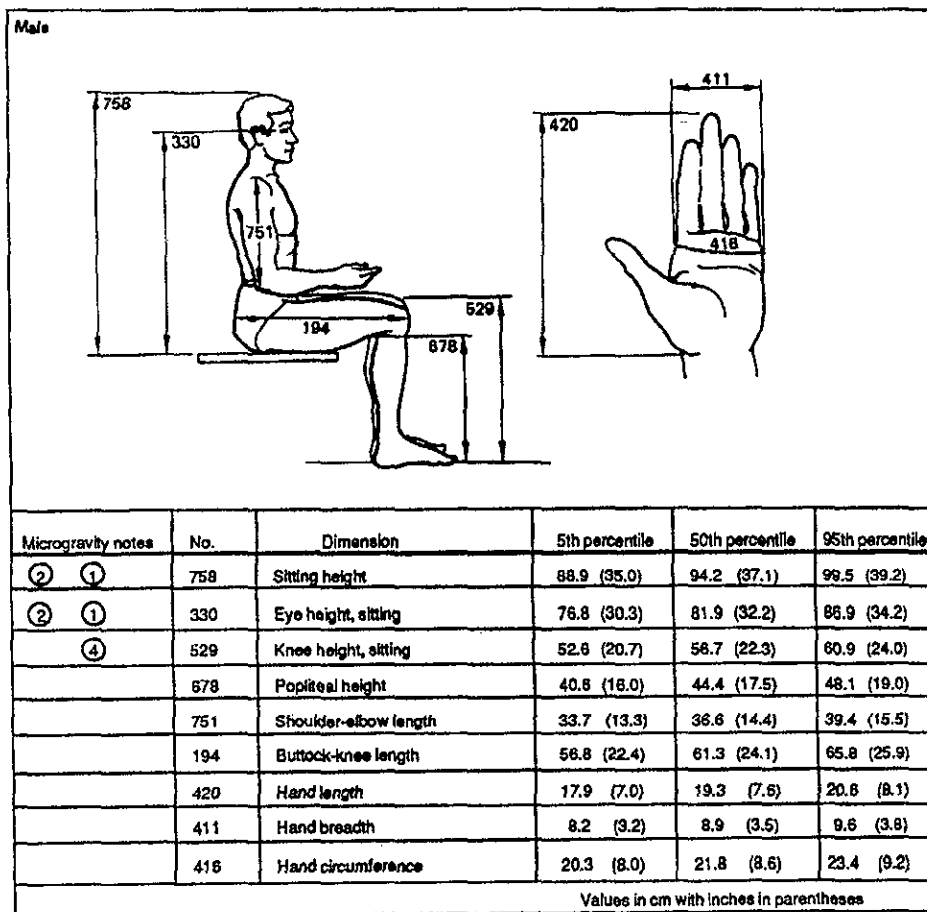 Male
758
330
751
194
529
678
411
420
416
Microgravity notes No. Dimension 5th percentile 50th percentile 95th percentile
② ① 758 Sitting height 88.9 (35.0) 94.2 (37.1) 99.5 (39.2)
② ① 330 Eye height, sitting 76.8 (30.3) 81.9 (32.2) 86.9 (34.2)
④ 529 Knee height, sitting 52.6 (20.7) 56.7 (22.3) 60.9 (24.0)
678 Popliteal height 40.6 (16.0) 44.4 (17.5) 48.1 (19.0)
751 Shoulder-elbow length 33.7 (13.3) 36.6 (14.4) 39.4 (15.5)
194 Buttock-knee length 56.8 (22.4) 61.3 (24.1) 65.8 (25.9)
420 Hand length 17.9 (7.0) 19.3 (7.6) 20.6 (8.1)
411 Hand breadth 8.2 (3.2) 8.9 (3.5) 9.6 (3.8)
416 Hand circumference 20.3 (8.0) 21.8 (8.6) 23.4 (9.2)
Values in cm with inches in parentheses